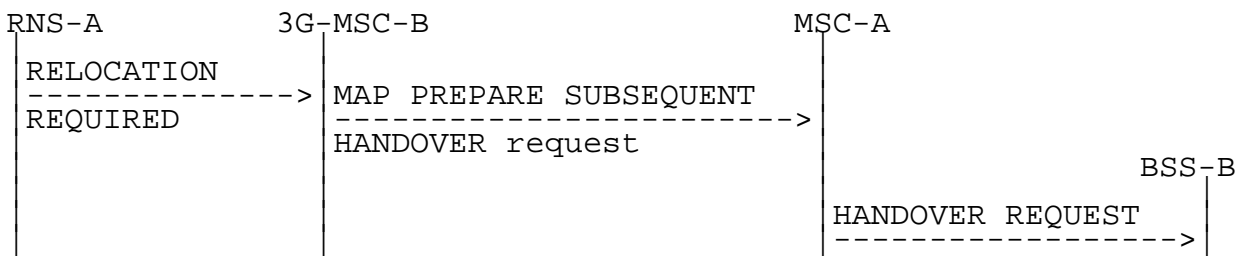 RNS-A 3G-MSC-B MSC-A
RELOCATION
REQUIRED
MAP PREPARE SUBSEQUENT
HANDOVER request
BSS-B
HANDOVER REQUEST